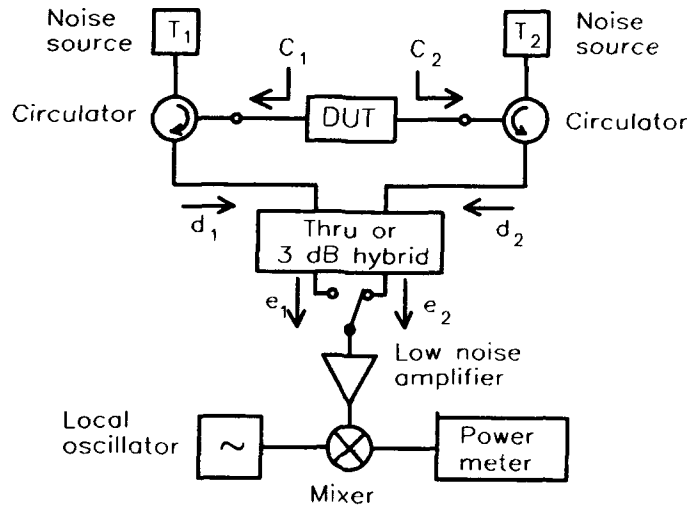 Noise
source
T1
C1
C2
T2
Noise
source
Circulator
DUT
Circulator
d1
d2
Thru or
3 dB hybrid
e1
e2
Low noise
amplifier
Local
oscillator
~
Power
meter
Mixer